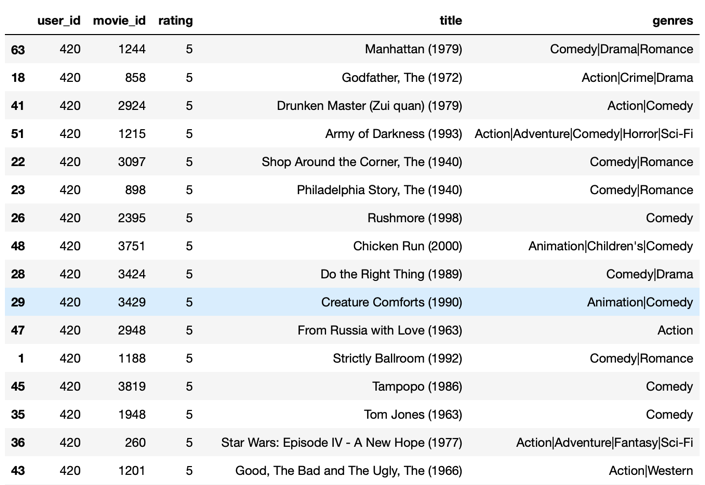 user_id movie_id rating title genres
63 420 1244 5 Manhattan (1979) Comedy|Drama|Romance
18 420 858 5 Godfather, The (1972) Action|Crime|Drama
41 420 2924 5 Drunken Master (Zui quan) (1979) Action|Comedy
51 420 1215 5 Army of Darkness (1993) Action|Adventure|Comedy|Horror|Sci-Fi
22 420 3097 5 Shop Around the Corner, The (1940) Comedy|Romance
23 420 898 5 Philadelphia Story, The (1940) Comedy|Romance
26 420 2395 5 Rushmore (1998) Comedy
48 420 3751 5 Chicken Run (2000) Animation|Children's|Comedy
28 420 3424 5 Do the Right Thing (1989) Comedy|Drama
29 420 3429 5 Creature Comforts (1990) Animation|Comedy
47 420 2948 5 From Russia with Love (1963) Action
1 420 1188 5 Strictly Ballroom (1992) Comedy|Romance
45 420 3819 5 Tampopo (1986) Comedy
35 420 1948 5 Tom Jones (1963) Comedy
36 420 260 5 Star Wars: Episode IV - A New Hope (1977) Action|Adventure|Fantasy|Sci-Fi
43 420 1201 5 Good, The Bad and The Ugly, The (1966) Action|Western